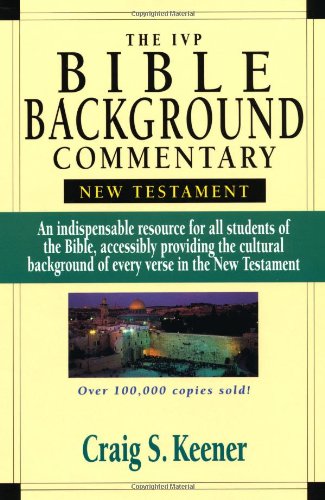 THE IVP
BIBLE
BACKGROUND
COMMENTARY
NEW TESTAMENT
An indispensable resource for all students of
the Bible, accessibly providing the cultural
background of every verse in the New Testament
Over 100,000 copies sold!
Craig S. Keener